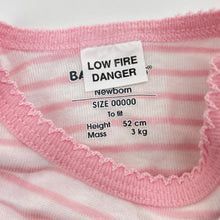 LOW FIRE
DANGER
BA
®
Newborn
SIZE 00000
To fit
Height 52 cm
Mass 3 kg